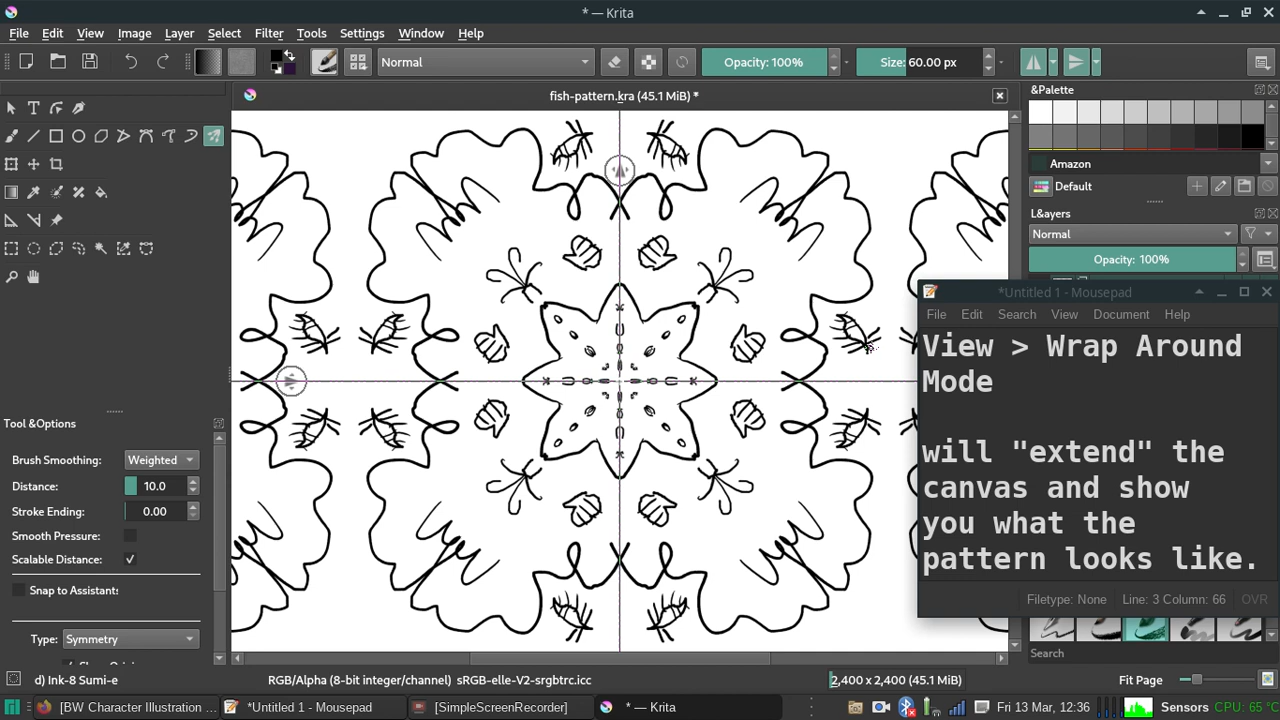 * — Krita
File Edit View Image Layer Select Filter Tools Settings Window Help
Normal Opacity: 100% Size: 60.00 px
fish-pattern.kra (45.1 MiB) *
&Palette
Amazon
Default
L&ayers
Normal
Opacity: 100%
*Untitled 1 - Mousepad
File Edit Search View Document Help
View > Wrap Around
Mode
will "extend" the
canvas and show
you what the
pattern looks like.
Filetype: None Line: 3 Column: 66 OVR
Search
Tool &Options
Brush Smoothing: Weighted
Distance: 10.0
Stroke Ending: 0.00
Smooth Pressure:
Scalable Distance:
Snap to Assistants
Type: Symmetry
d) Ink-8 Sumi-e RGB/Alpha (8-bit integer/channel) sRGB-elle-V2-srgbtrc.icc 2,400 x 2,400 (45.1 MiB) Fit Page
[BW Character Illustration ... *Untitled 1 - Mousepad [SimpleScreenRecorder] * — Krita Fri 13 Mar, 12:36 Sensors CPU: 65 °C